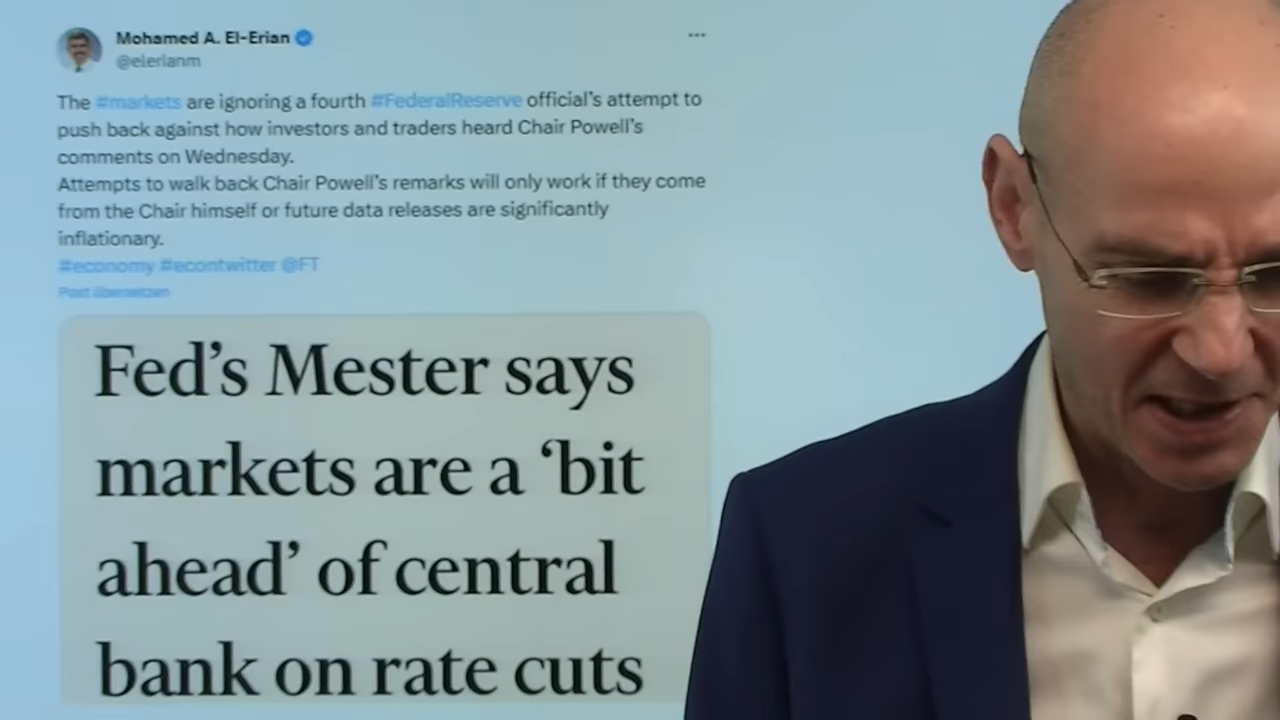 Mohamed A. El-Erian
@elerianm
The #markets are ignoring a fourth #FederalReserve official's attempt to
push back against how investors and traders heard Chair Powell's
comments on Wednesday.
Attempts to walk back Chair Powell's remarks will only work if they come
from the Chair himself or future data releases are significantly
inflationary.
#economy #econtwitter @FT
Post übersetzen
Fed's Mester says
markets are a ‘bit
ahead’ of central
bank on rate cuts